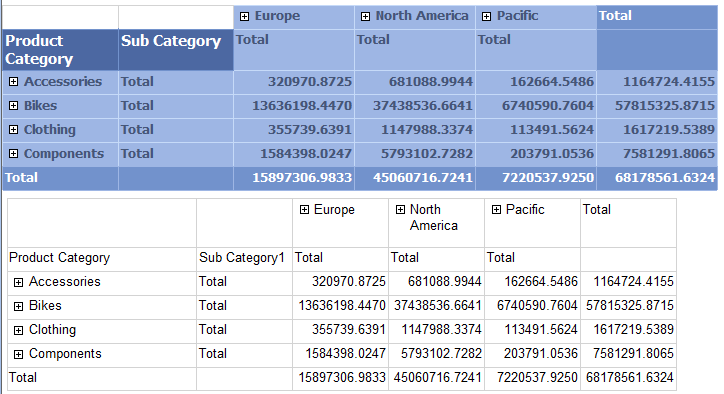 Europe North America Pacific Total
Product Category Sub Category Total Total Total
Accessories Total 320970.8725 681088.9944 162664.5486 1164724.4155
Bikes Total 13636198.4470 37438536.6641 6740590.7604 57815325.8715
Clothing Total 355739.6391 1147988.3374 113491.5624 1617219.5389
Components Total 1584398.0247 5793102.7282 203791.0536 7581291.8065
Total 15897306.9833 45060716.7241 7220537.9250 68178561.6324
Europe North America Pacific Total
Product Category Sub Category1 Total Total Total
Accessories Total 320970.8725 681088.9944 162664.5486 1164724.4155
Bikes Total 13636198.4470 37438536.6641 6740590.7604 57815325.8715
Clothing Total 355739.6391 1147988.3374 113491.5624 1617219.5389
Components Total 1584398.0247 5793102.7282 203791.0536 7581291.8065
Total 15897306.9833 45060716.7241 7220537.9250 68178561.6324